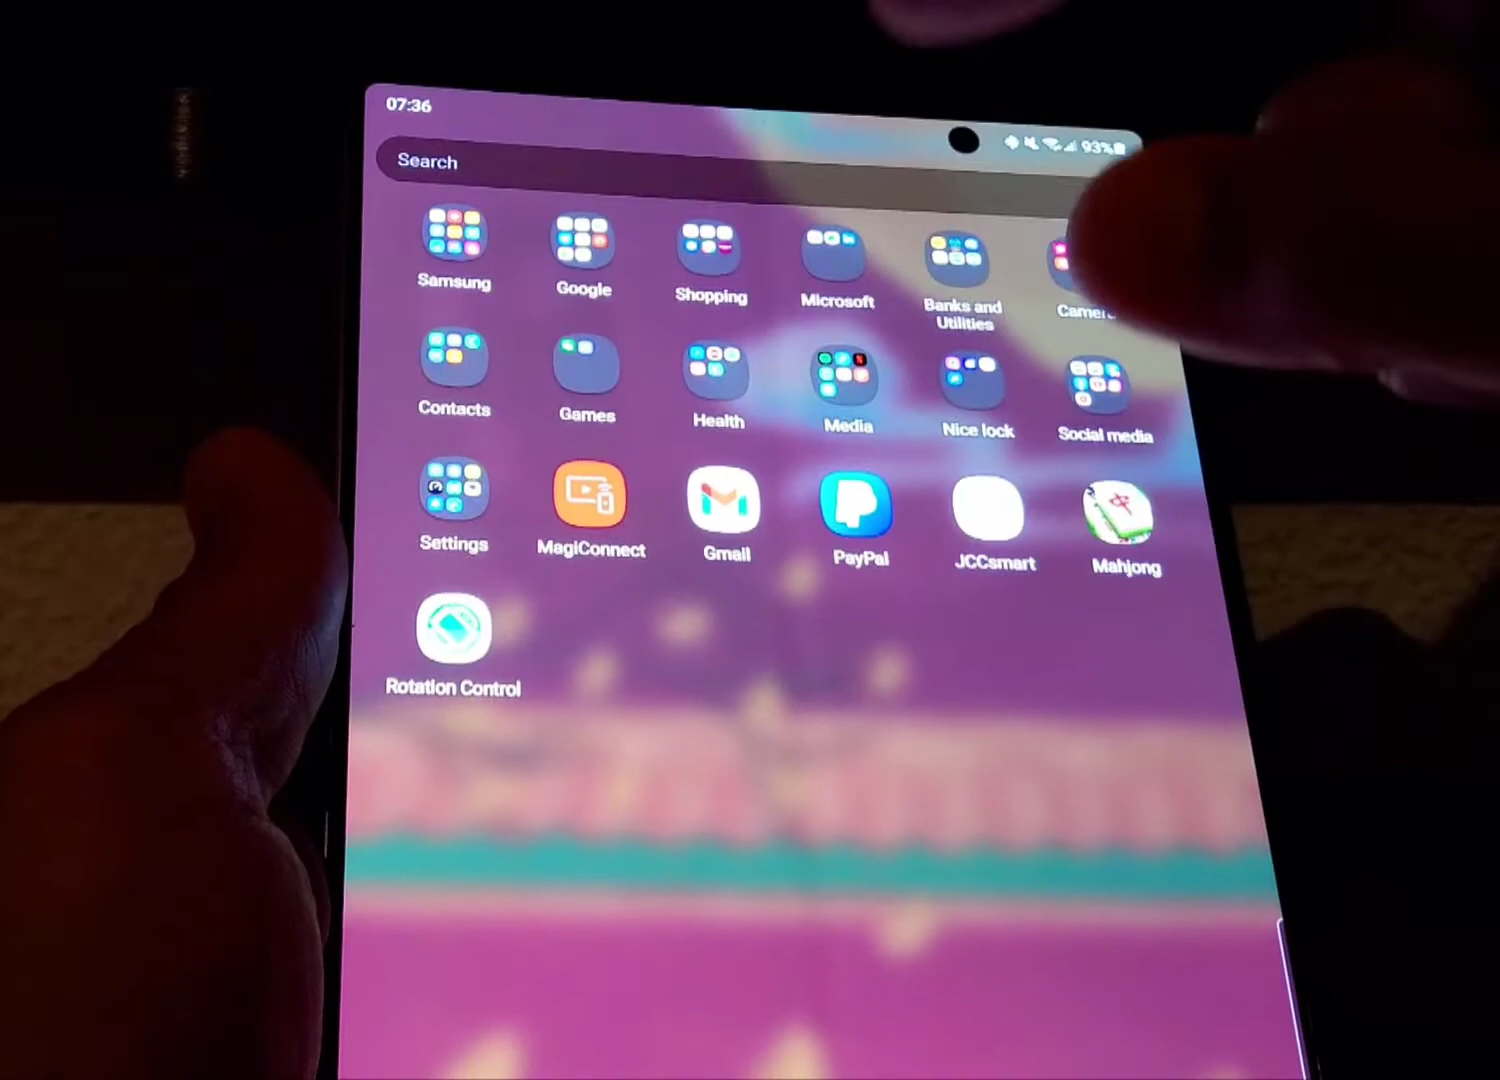 07:36
93%
Search
Samsung
Google
Shopping
Microsoft
Banks and
Utilities
Camera
Contacts
Games
Health
Media
Nice lock
Social media
Settings
MagiConnect
Gmail
PayPal
JCCsmart
Mahjong
Rotation Control